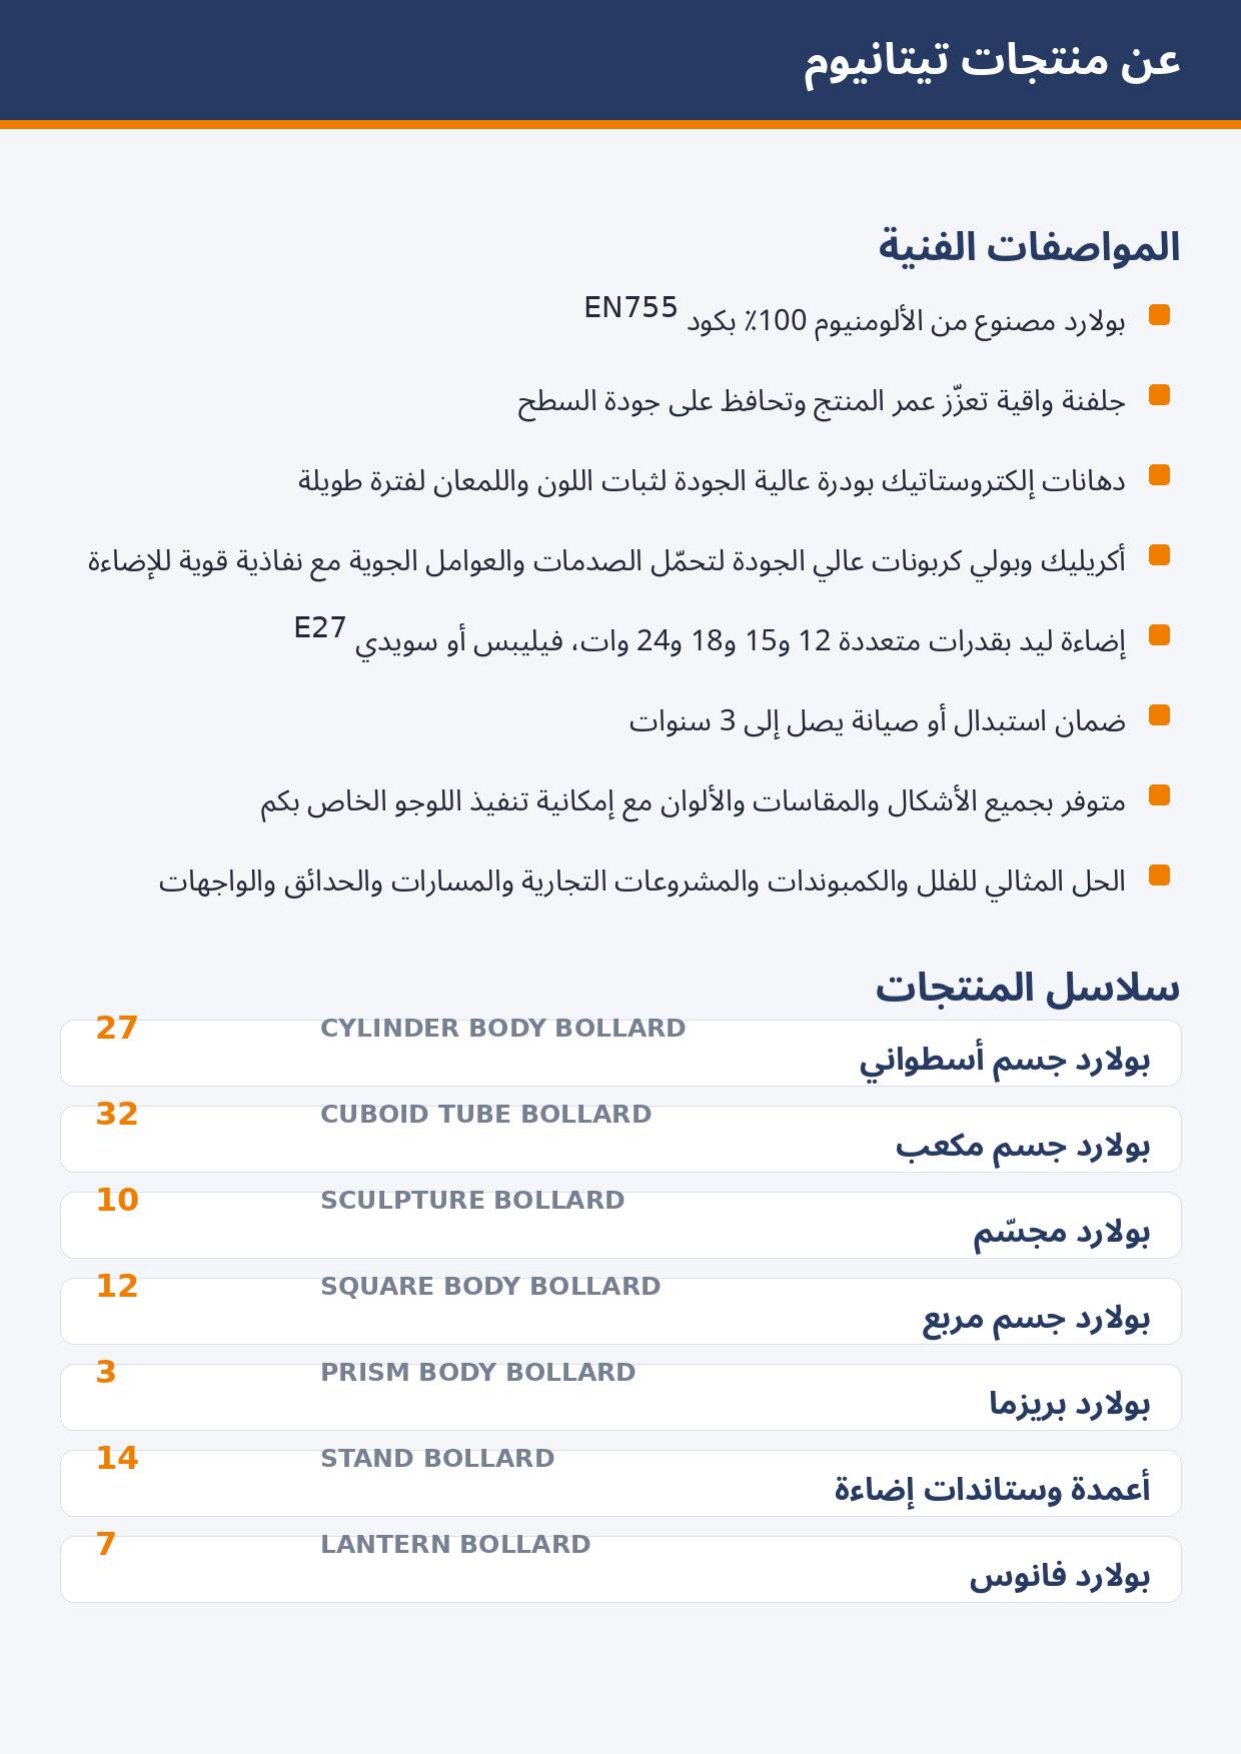 عن منتجات تيتانيوم
المواصفات الفنية
بولارد مصنوع من الألومنيوم 100٪ بكود EN755
جلفنة واقية تعزّز عمر المنتج وتحافظ على جودة السطح
دهانات إلكتروستاتيك بودرة عالية الجودة لثبات اللون واللمعان لفترة طويلة
أكريليك وبولي كربونات عالي الجودة لتحمّل الصدمات والعوامل الجوية مع نفاذية قوية للإضاءة
إضاءة ليد بقدرات متعددة 12 و15 و18 و24 وات، فيليبس أو سويدي E27
ضمان استبدال أو صيانة يصل إلى 3 سنوات
متوفر بجميع الأشكال والمقاسات والألوان مع إمكانية تنفيذ اللوجو الخاص بكم
الحل المثالي للفلل والكمبوندات والمشروعات التجارية والمسارات والحدائق والواجهات
سلاسل المنتجات
بولارد جسم أسطواني CYLINDER BODY BOLLARD 27
بولارد جسم مكعب CUBOID TUBE BOLLARD 32
بولارد مجسّم SCULPTURE BOLLARD 10
بولارد جسم مربع SQUARE BODY BOLLARD 12
بولارد بريزما PRISM BODY BOLLARD 3
أعمدة وستاندات إضاءة STAND BOLLARD 14
بولارد فانوس LANTERN BOLLARD 7